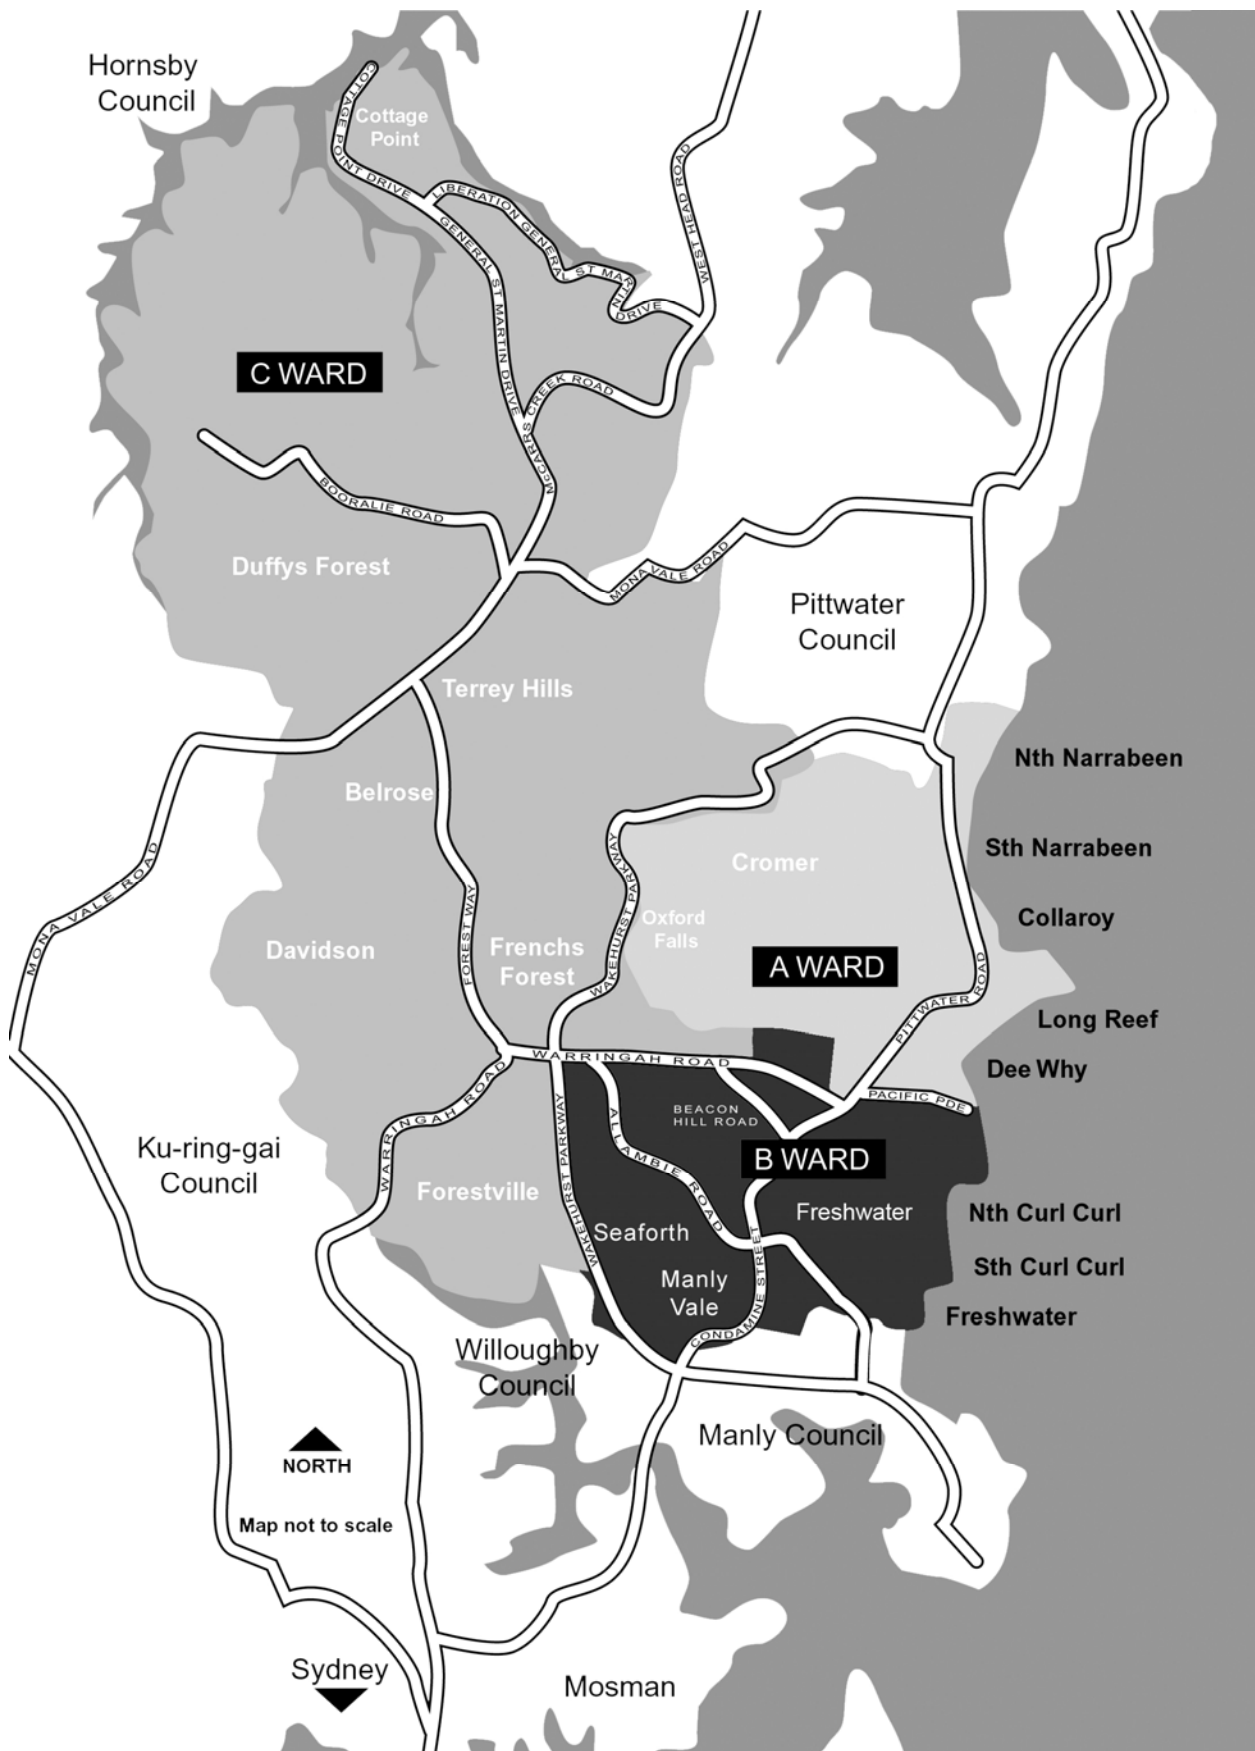 Hornsby
Council
COTTAGE POINT DRIVE
Cottage
Point
LIBERATION GENERAL ST MARTIN DRIVE
GENERAL ST MARTIN DRIVE
WEST HEAD ROAD
C WARD
McCARRS CREEK ROAD
BOORALIE ROAD
Duffys Forest
MONA VALE ROAD
Pittwater
Council
Terrey Hills
Nth Narrabeen
Belrose
Sth Narrabeen
MONA VALE ROAD
Cromer
WAKEHURST PARKWAY
FOREST WAY
Oxford
Falls
Collaroy
Davidson
Frenchs
Forest
A WARD
PITTWATER ROAD
Long Reef
WARRINGAH ROAD
Dee Why
WARRINGAH ROAD
PACIFIC PDE
BEACON
HILL ROAD
WAKEHURST PARKWAY
ALLAMBIE ROAD
Ku-ring-gai
Council
B WARD
Forestville
Freshwater
Nth Curl Curl
Seaforth
Sth Curl Curl
Manly
Vale
CONDAMINE STREET
Freshwater
Willoughby
Council
Manly Council
NORTH
Map not to scale
Sydney
Mosman